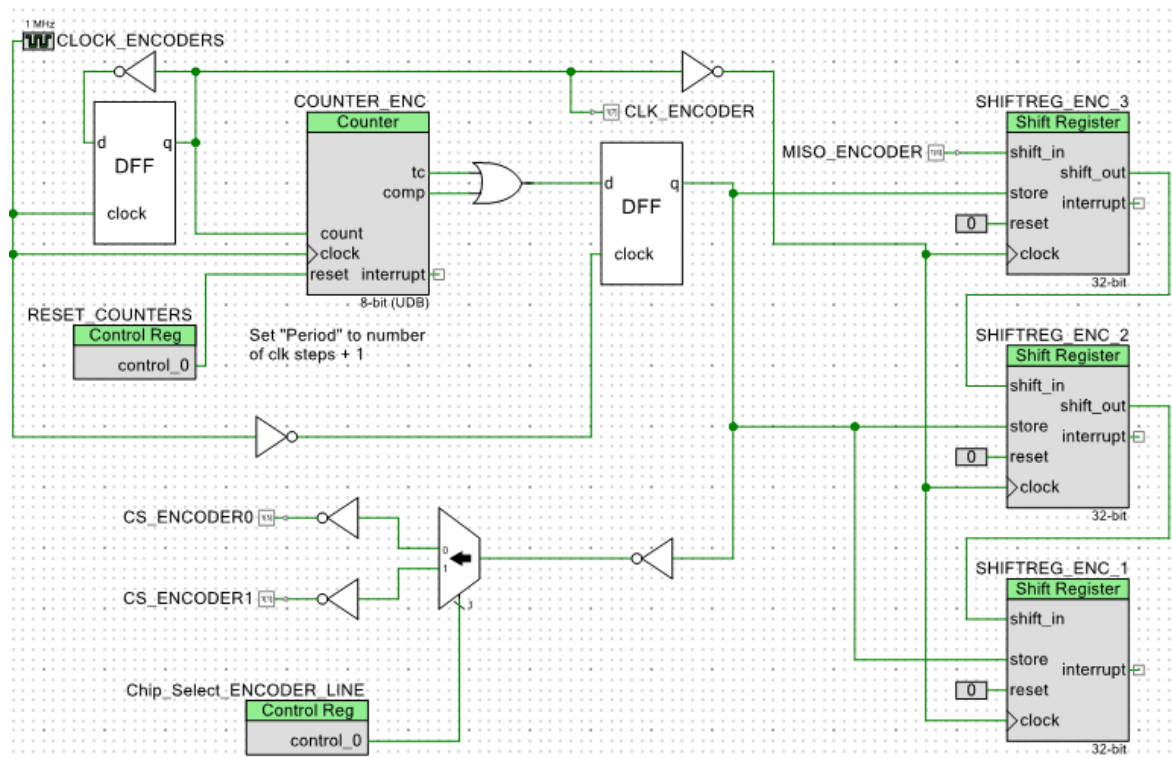 1 MHz
CLOCK_ENCODERS
COUNTER_ENC
Counter
tc
comp
count
clock
reset
interrupt
8-bit (UDB)
d
q
DFF
clock
CLK_ENCODER
d
q
DFF
clock
SHIFTREG_ENC_3
Shift Register
MISO_ENCODER
shift_in
shift_out
store
interrupt
0
reset
clock
32-bit
RESET_COUNTERS
Control Reg
control_0
Set "Period" to number
of clk steps + 1
SHIFTREG_ENC_2
Shift Register
shift_in
shift_out
store
interrupt
0
reset
clock
32-bit
CS_ENCODER0
0
1
CS_ENCODER1
SHIFTREG_ENC_1
Shift Register
shift_in
store
interrupt
0
reset
clock
32-bit
Chip_Select_ENCODER_LINE
Control Reg
control_0